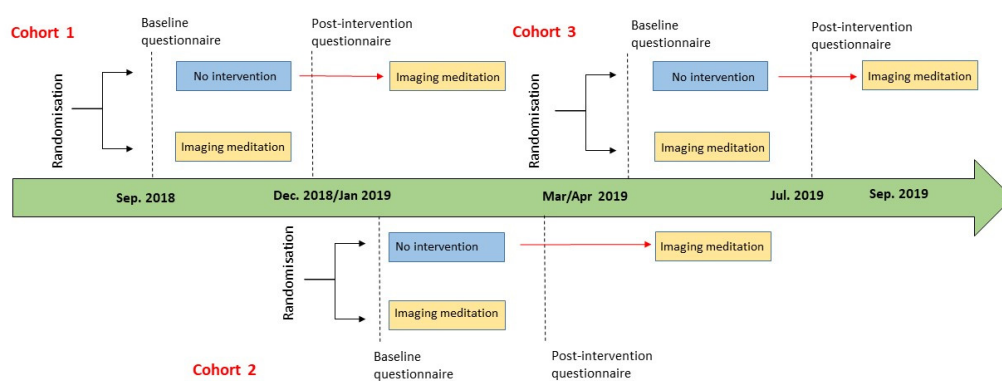 Cohort 1
Baseline
questionnaire
Post-intervention
questionnaire
Randomisation
No intervention
Imaging meditation
Imaging meditation
Cohort 3
Baseline
questionnaire
Post-intervention
questionnaire
Randomisation
No intervention
Imaging meditation
Imaging meditation
Sep. 2018
Dec. 2018/Jan 2019
Mar/Apr 2019
Jul. 2019
Sep. 2019
Randomisation
No intervention
Imaging meditation
Imaging meditation
Cohort 2
Baseline
questionnaire
Post-intervention
questionnaire